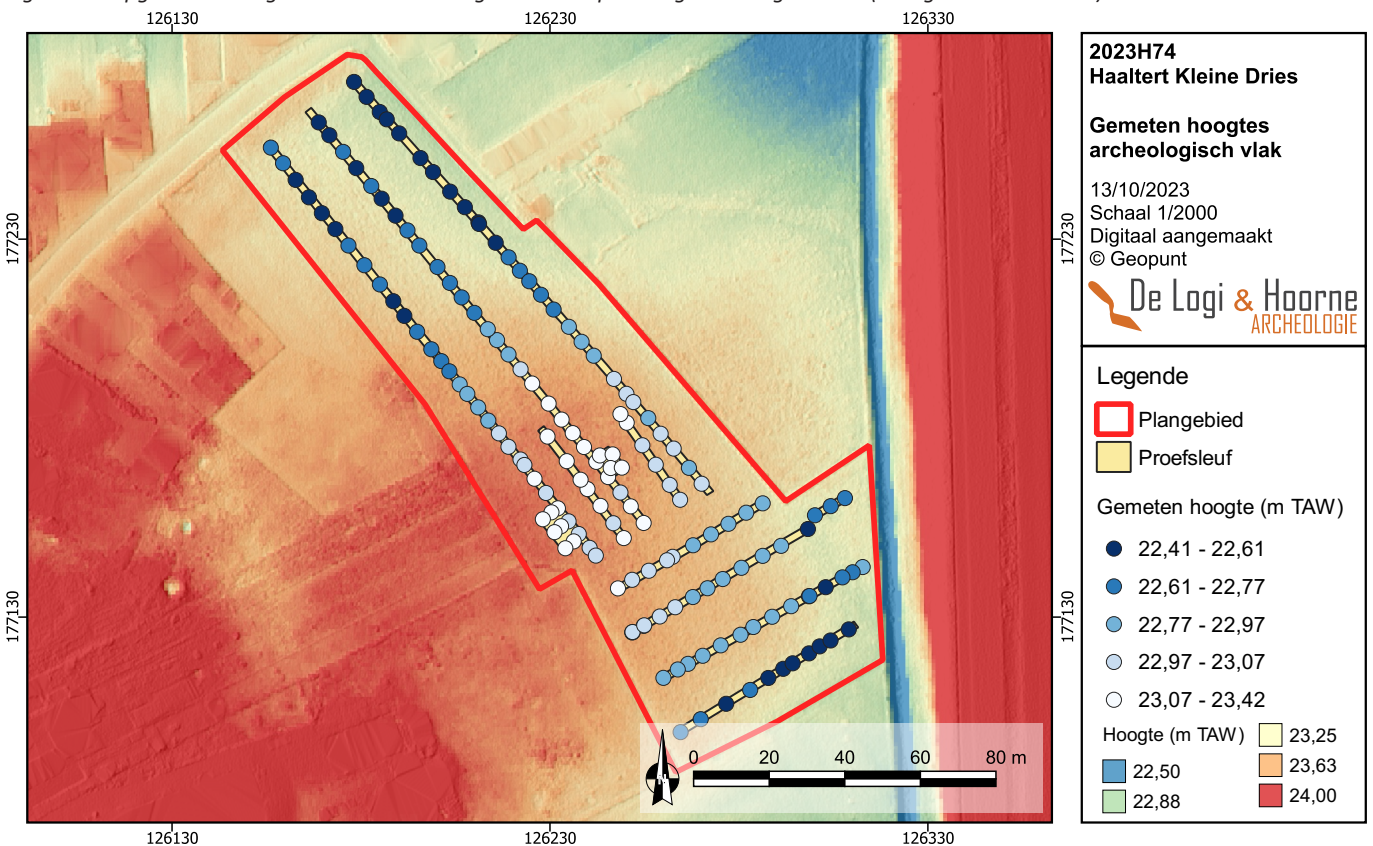 126130 126230 126330
177230 177230
177130 177130
0 20 40 60 80 m
N
126130 126230 126330
2023H74
Haaltert Kleine Dries
Gemeten hoogtes
archeologisch vlak
13/10/2023
Schaal 1/2000
Digitaal aangemaakt
© Geopunt
De Logi & Hoorne
ARCHEOLOGIE
Legende
Plangebied
Proefsleuf
Gemeten hoogte (m TAW)
22,41 - 22,61
22,61 - 22,77
22,77 - 22,97
22,97 - 23,07
23,07 - 23,42
Hoogte (m TAW)
22,50
22,88
23,25
23,63
24,00